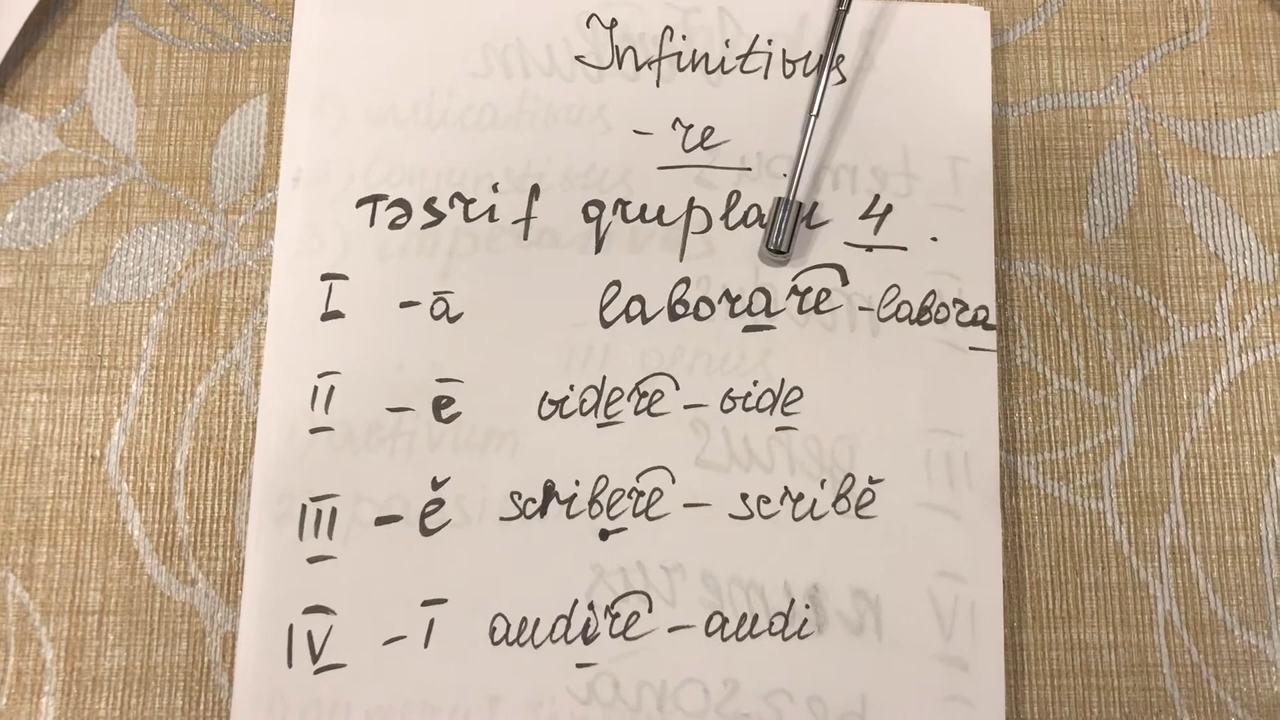 Infinitivus
-re
Təsrif qrupları 4.
I -ā laborare - labora
II - ē videre - vide
III - ĕ scribere - scribĕ
IV - ī audire - audi